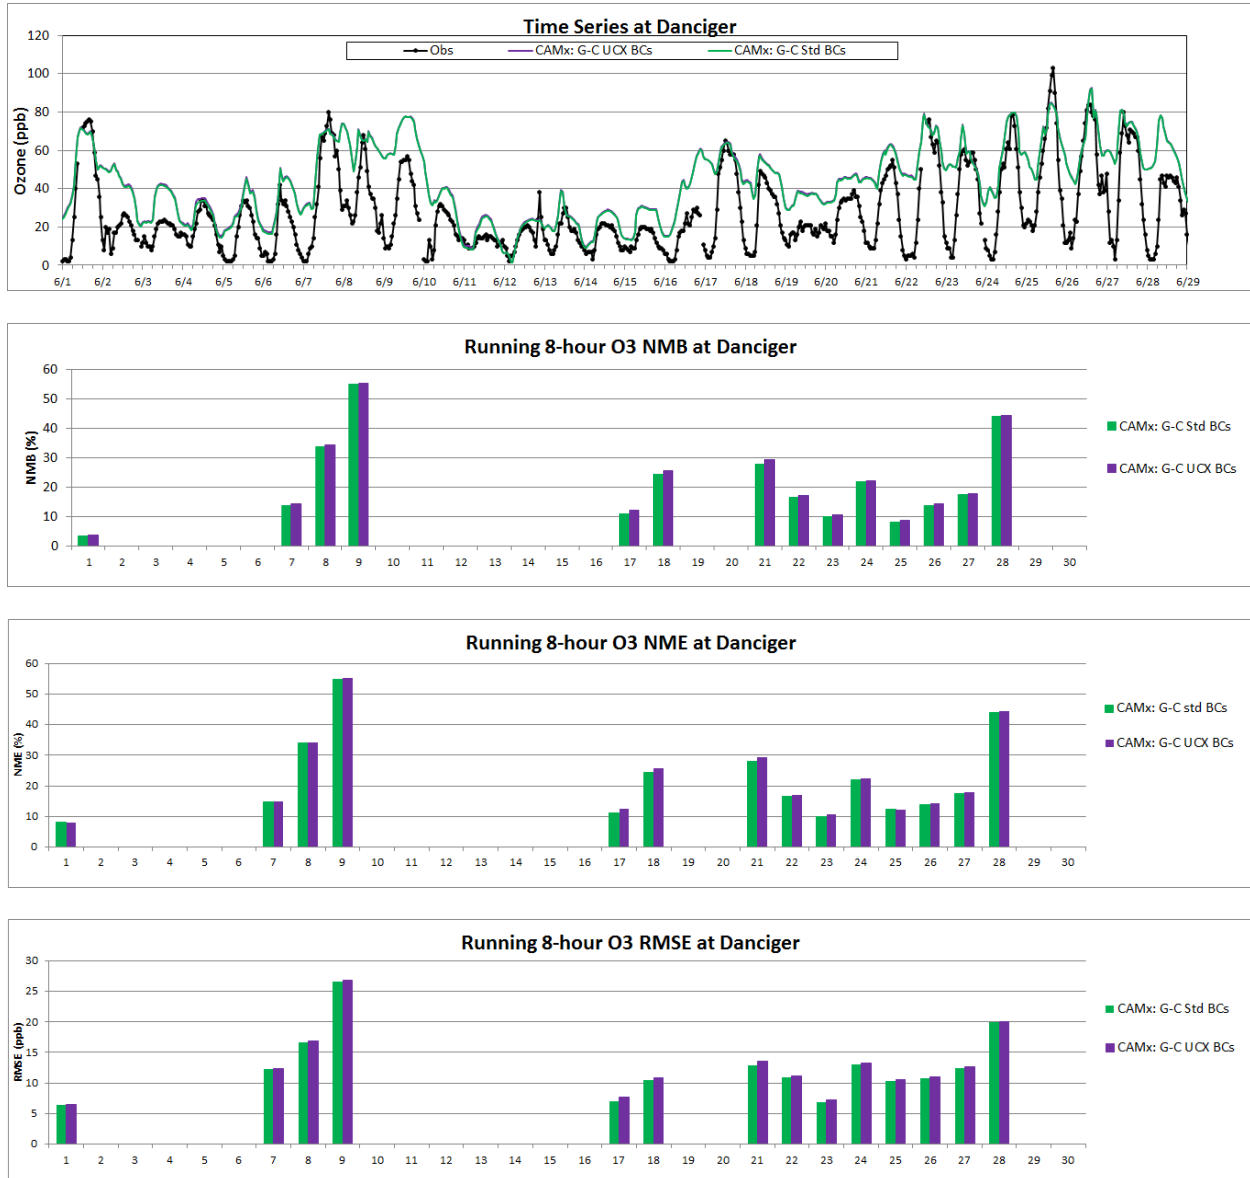 Time Series at Danciger
Obs CAMx: G-C UCX BCs CAMx: G-C Std BCs
Ozone (ppb)
120
100
80
60
40
20
0
6/1 6/2 6/3 6/4 6/5 6/6 6/7 6/8 6/9 6/10 6/11 6/12 6/13 6/14 6/15 6/16 6/17 6/18 6/19 6/20 6/21 6/22 6/23 6/24 6/25 6/26 6/27 6/28 6/29
Running 8-hour O3 NMB at Danciger
NMB (%)
60
50
40
30
20
10
0
1 2 3 4 5 6 7 8 9 10 11 12 13 14 15 16 17 18 19 20 21 22 23 24 25 26 27 28 29 30
CAMx: G-C Std BCs
CAMx: G-C UCX BCs
Running 8-hour O3 NME at Danciger
NME (%)
60
50
40
30
20
10
0
1 2 3 4 5 6 7 8 9 10 11 12 13 14 15 16 17 18 19 20 21 22 23 24 25 26 27 28 29 30
CAMx: G-C std BCs
CAMx: G-C UCX BCs
Running 8-hour O3 RMSE at Danciger
RMSE (ppb)
30
25
20
15
10
5
0
1 2 3 4 5 6 7 8 9 10 11 12 13 14 15 16 17 18 19 20 21 22 23 24 25 26 27 28 29 30
CAMx: G-C Std BCs
CAMx: G-C UCX BCs